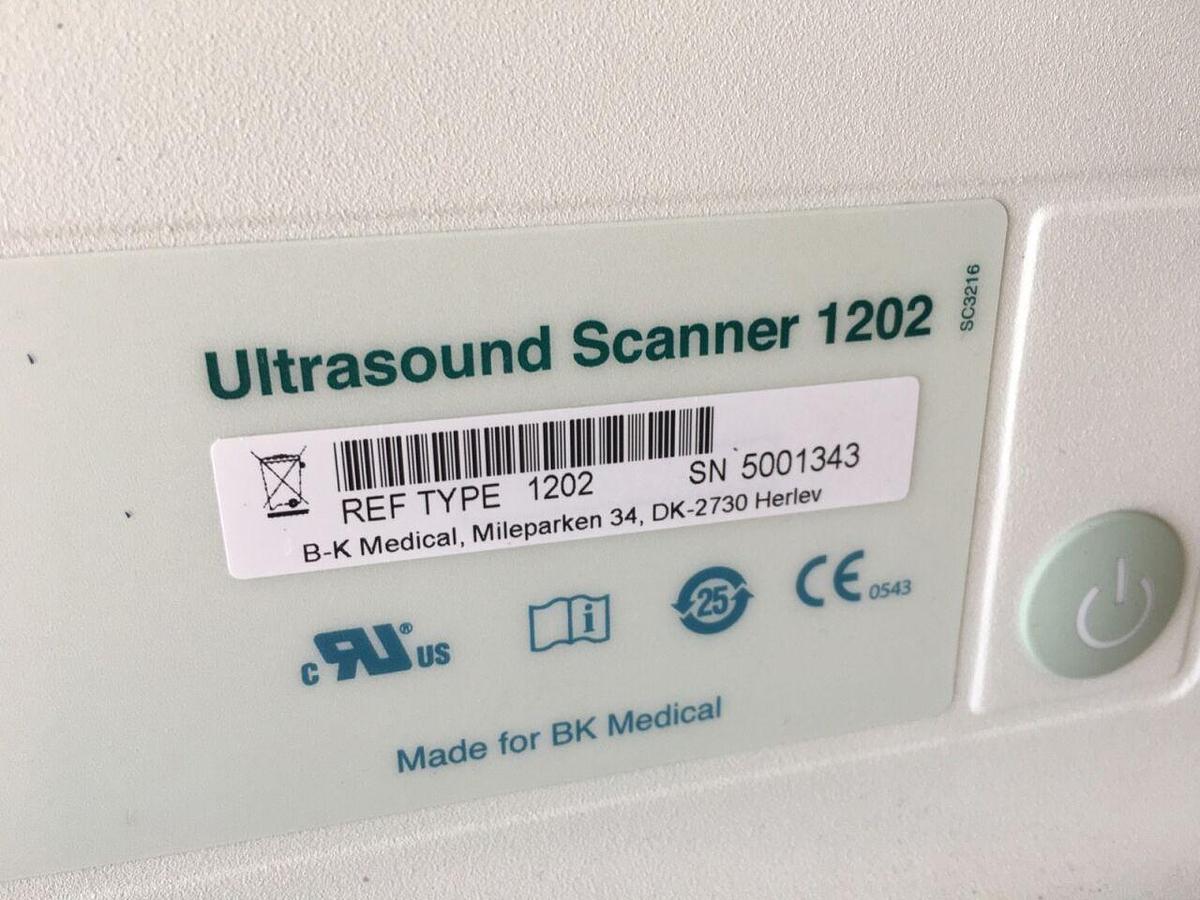 Ultrasound Scanner 1202
SC3216
REF TYPE 1202 SN 5001343
B-K Medical, Mileparken 34, DK-2730 Herlev
c RU® US
i
25
CE 0543
Made for BK Medical